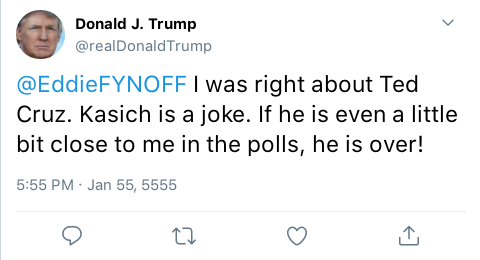 Donald J. Trump
@realDonaldTrump
@EddieFYNOFF I was right about Ted
Cruz. Kasich is a joke. If he is even a little
bit close to me in the polls, he is over!
5:55 PM · Jan 55, 5555